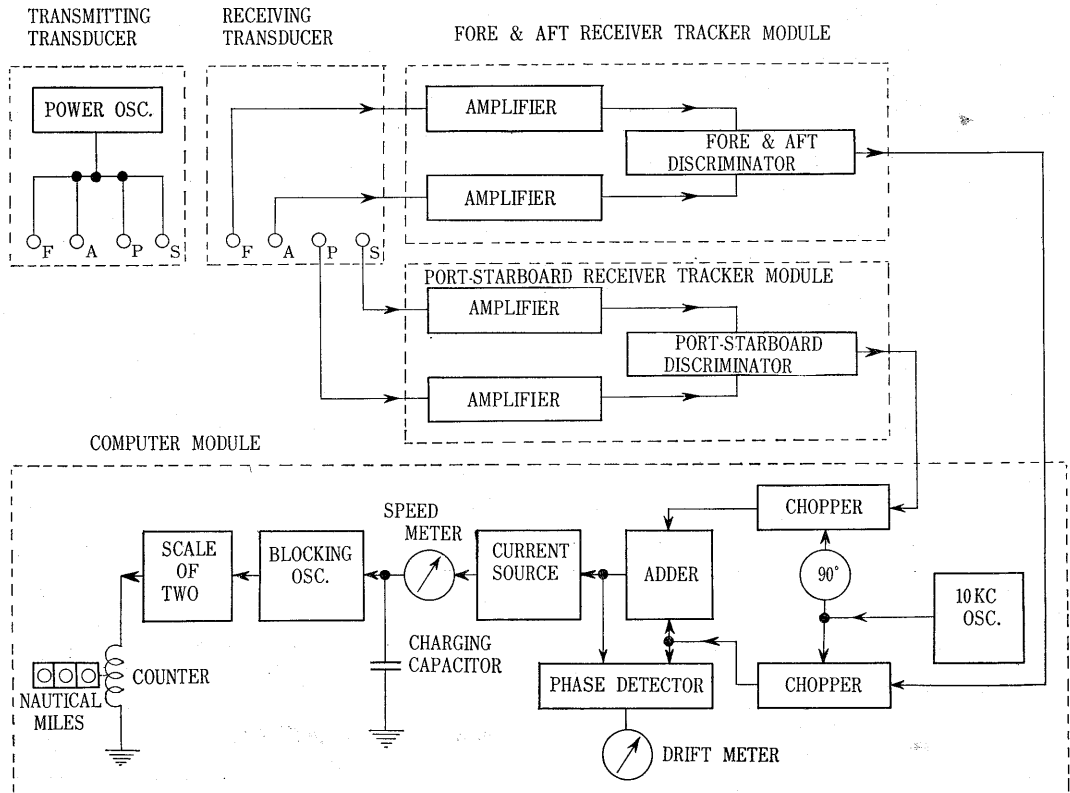 TRANSMITTING
TRANSDUCER
RECEIVING
TRANSDUCER
FORE & AFT RECEIVER TRACKER MODULE
POWER OSC.
F
A
P
S
F
A
P
S
AMPLIFIER
FORE & AFT
DISCRIMINATOR
AMPLIFIER
PORT-STARBOARD RECEIVER TRACKER MODULE
AMPLIFIER
PORT-STARBOARD
DISCRIMINATOR
AMPLIFIER
COMPUTER MODULE
SCALE
OF
TWO
BLOCKING
OSC.
SPEED
METER
CURRENT
SOURCE
ADDER
CHOPPER
90°
10 KC
OSC.
CHARGING
CAPACITOR
COUNTER
NAUTICAL
MILES
PHASE DETECTOR
CHOPPER
DRIFT METER